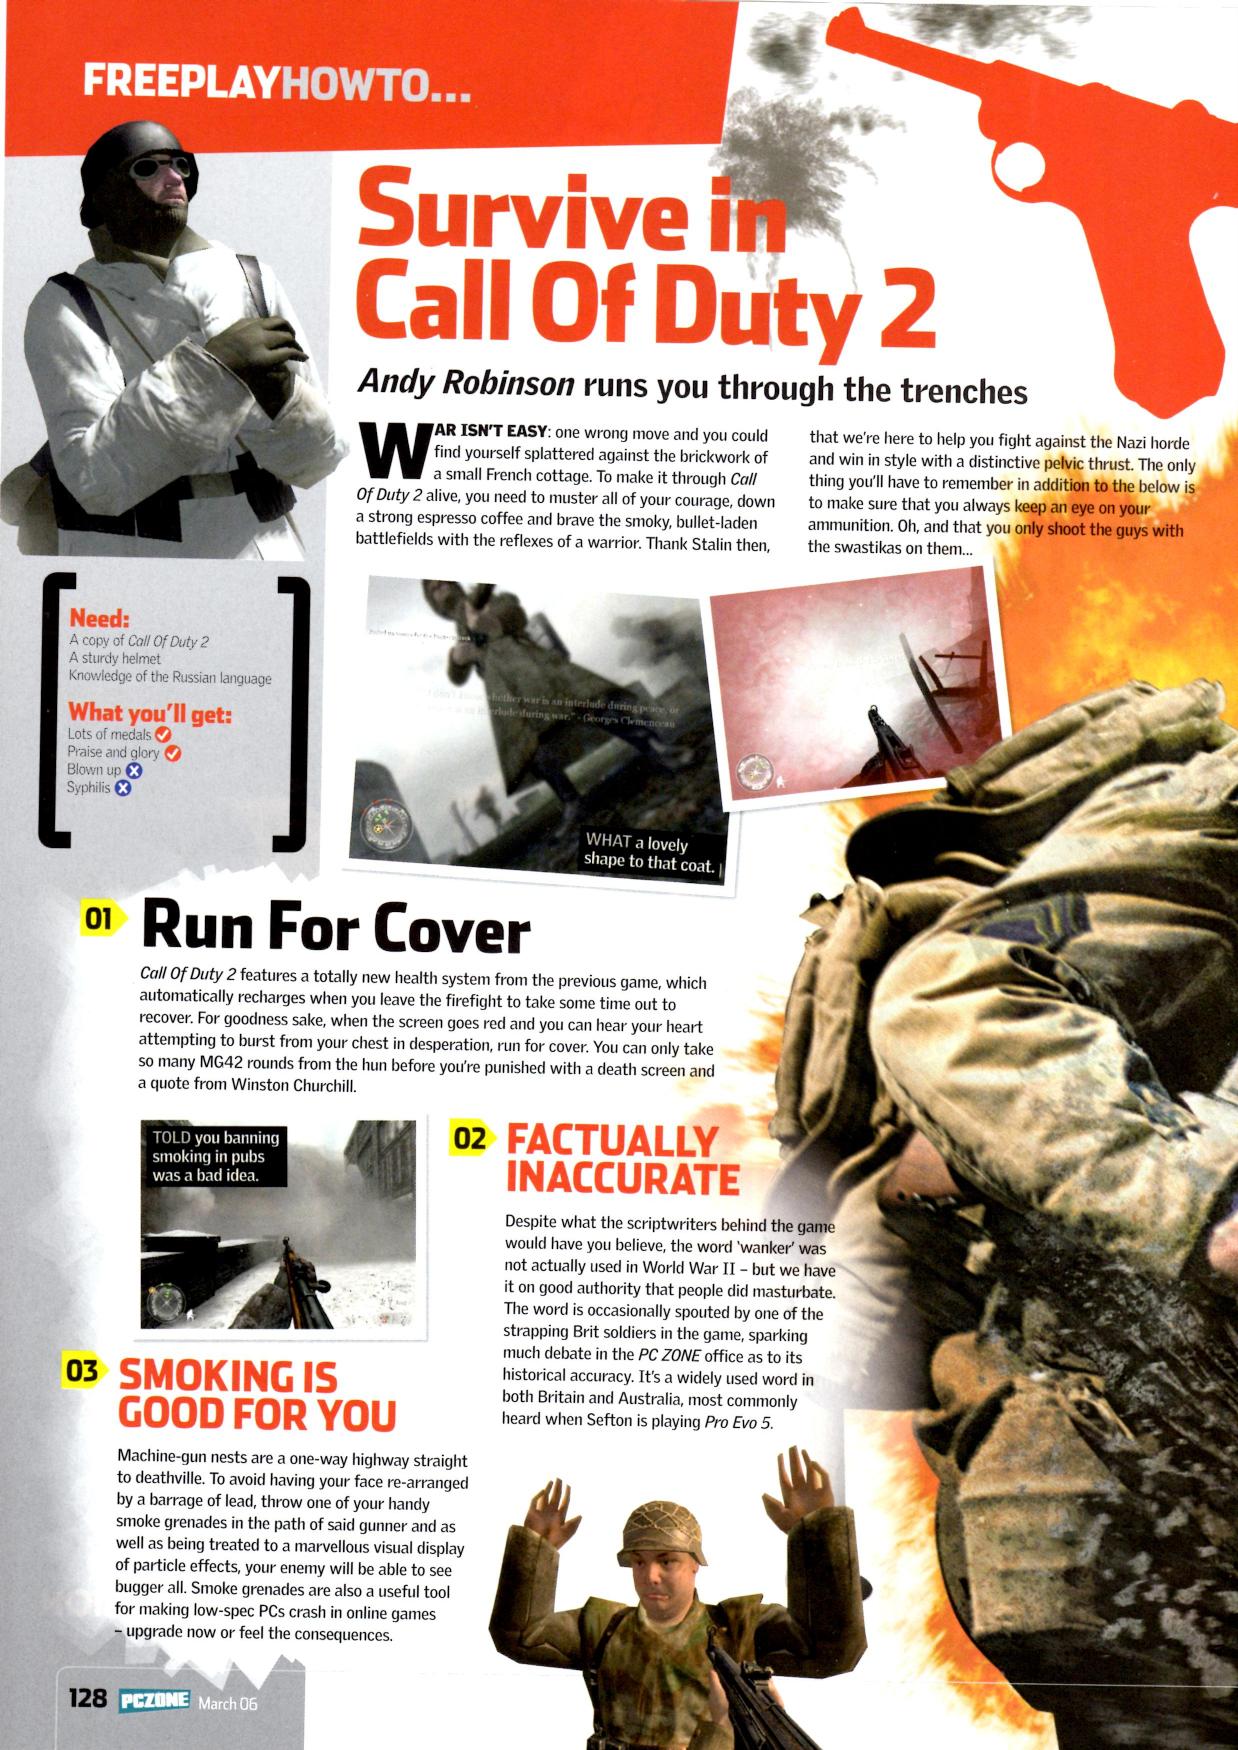 FREEPLAYHOWTO...
Survive in
Call Of Duty 2
Andy Robinson runs you through the trenches
WAR ISN'T EASY: one wrong move and you could
find yourself splattered against the brickwork of
a small French cottage. To make it through Call
Of Duty 2 alive, you need to muster all of your courage, down
a strong espresso coffee and brave the smoky, bullet-laden
battlefields with the reflexes of a warrior. Thank Stalin then,
that we're here to help you fight against the Nazi horde
and win in style with a distinctive pelvic thrust. The only
thing you'll have to remember in addition to the below is
to make sure that you always keep an eye on your
ammunition. Oh, and that you only shoot the guys with
the swastikas on them...
Need:
A copy of Call Of Duty 2
A sturdy helmet
Knowledge of the Russian language
What you'll get:
Lots of medals
Praise and glory
Blown up
Syphilis
whether war is an interlude during peace, or
interlude during war." - Georges Clemenceau
WHAT a lovely
shape to that coat.
01 Run For Cover
Call Of Duty 2 features a totally new health system from the previous game, which
automatically recharges when you leave the firefight to take some time out to
recover. For goodness sake, when the screen goes red and you can hear your heart
attempting to burst from your chest in desperation, run for cover. You can only take
so many MG42 rounds from the hun before you're punished with a death screen and
a quote from Winston Churchill.
TOLD you banning
smoking in pubs
was a bad idea.
02 FACTUALLY
INACCURATE
Despite what the scriptwriters behind the game
would have you believe, the word 'wanker' was
not actually used in World War II – but we have
it on good authority that people did masturbate.
The word is occasionally spouted by one of the
strapping Brit soldiers in the game, sparking
much debate in the PC ZONE office as to its
historical accuracy. It's a widely used word in
both Britain and Australia, most commonly
heard when Sefton is playing Pro Evo 5.
03 SMOKING IS
GOOD FOR YOU
Machine-gun nests are a one-way highway straight
to deathville. To avoid having your face re-arranged
by a barrage of lead, throw one of your handy
smoke grenades in the path of said gunner and as
well as being treated to a marvellous visual display
of particle effects, your enemy will be able to see
bugger all. Smoke grenades are also a useful tool
for making low-spec PCs crash in online games
– upgrade now or feel the consequences.
128 PCZONE March 06